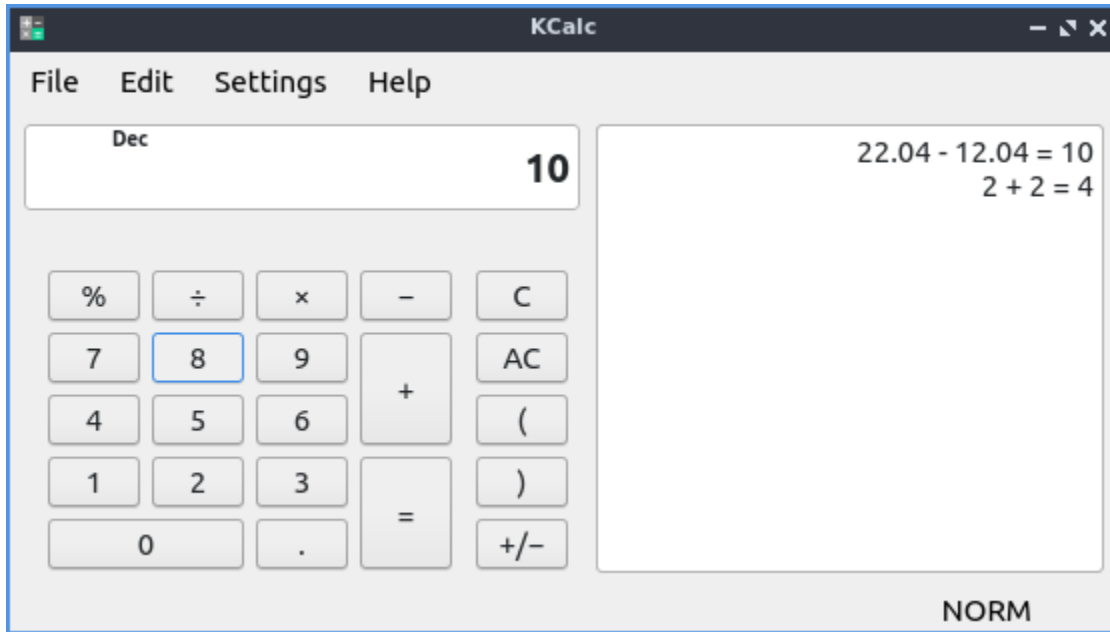 KCalc
File Edit Settings Help
Dec
10
22.04 - 12.04 = 10
2 + 2 = 4
% ÷ × − C
7 8 9 + AC
4 5 6 (
1 2 3 = )
0 . +/−
NORM